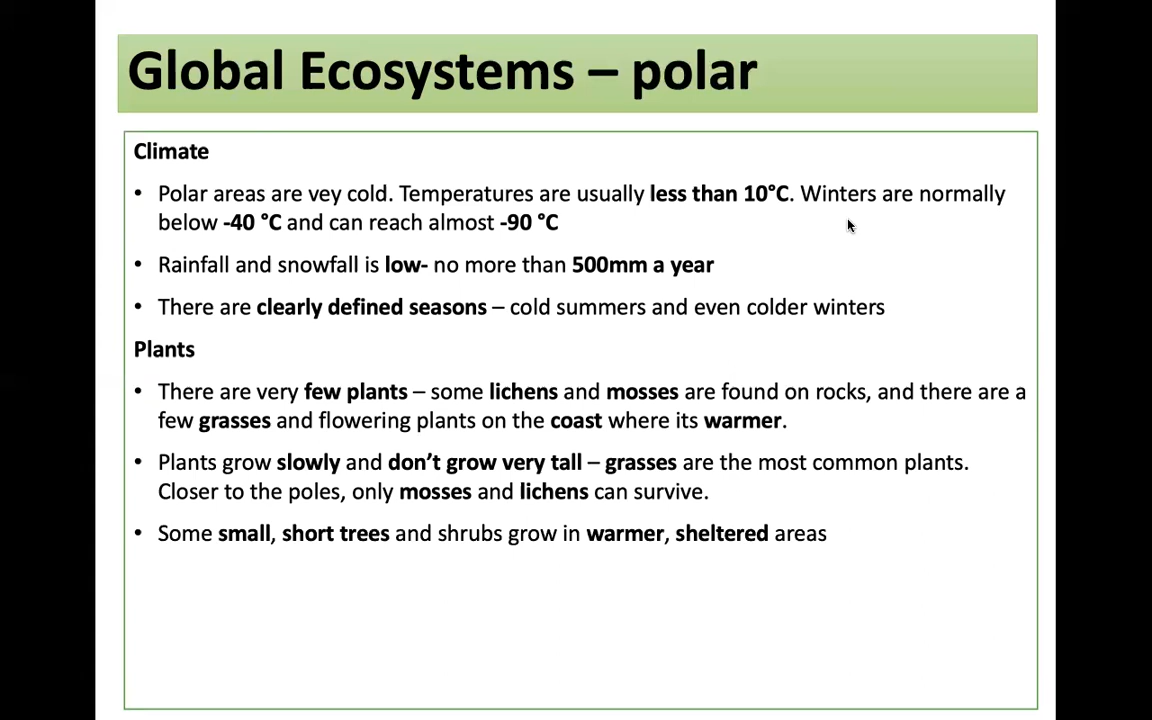 Global Ecosystems – polar
Climate
• Polar areas are vey cold. Temperatures are usually less than 10°C. Winters are normally
below -40 °C and can reach almost -90 °C
• Rainfall and snowfall is low- no more than 500mm a year
• There are clearly defined seasons – cold summers and even colder winters
Plants
• There are very few plants – some lichens and mosses are found on rocks, and there are a
few grasses and flowering plants on the coast where its warmer.
• Plants grow slowly and don’t grow very tall – grasses are the most common plants.
Closer to the poles, only mosses and lichens can survive.
• Some small, short trees and shrubs grow in warmer, sheltered areas